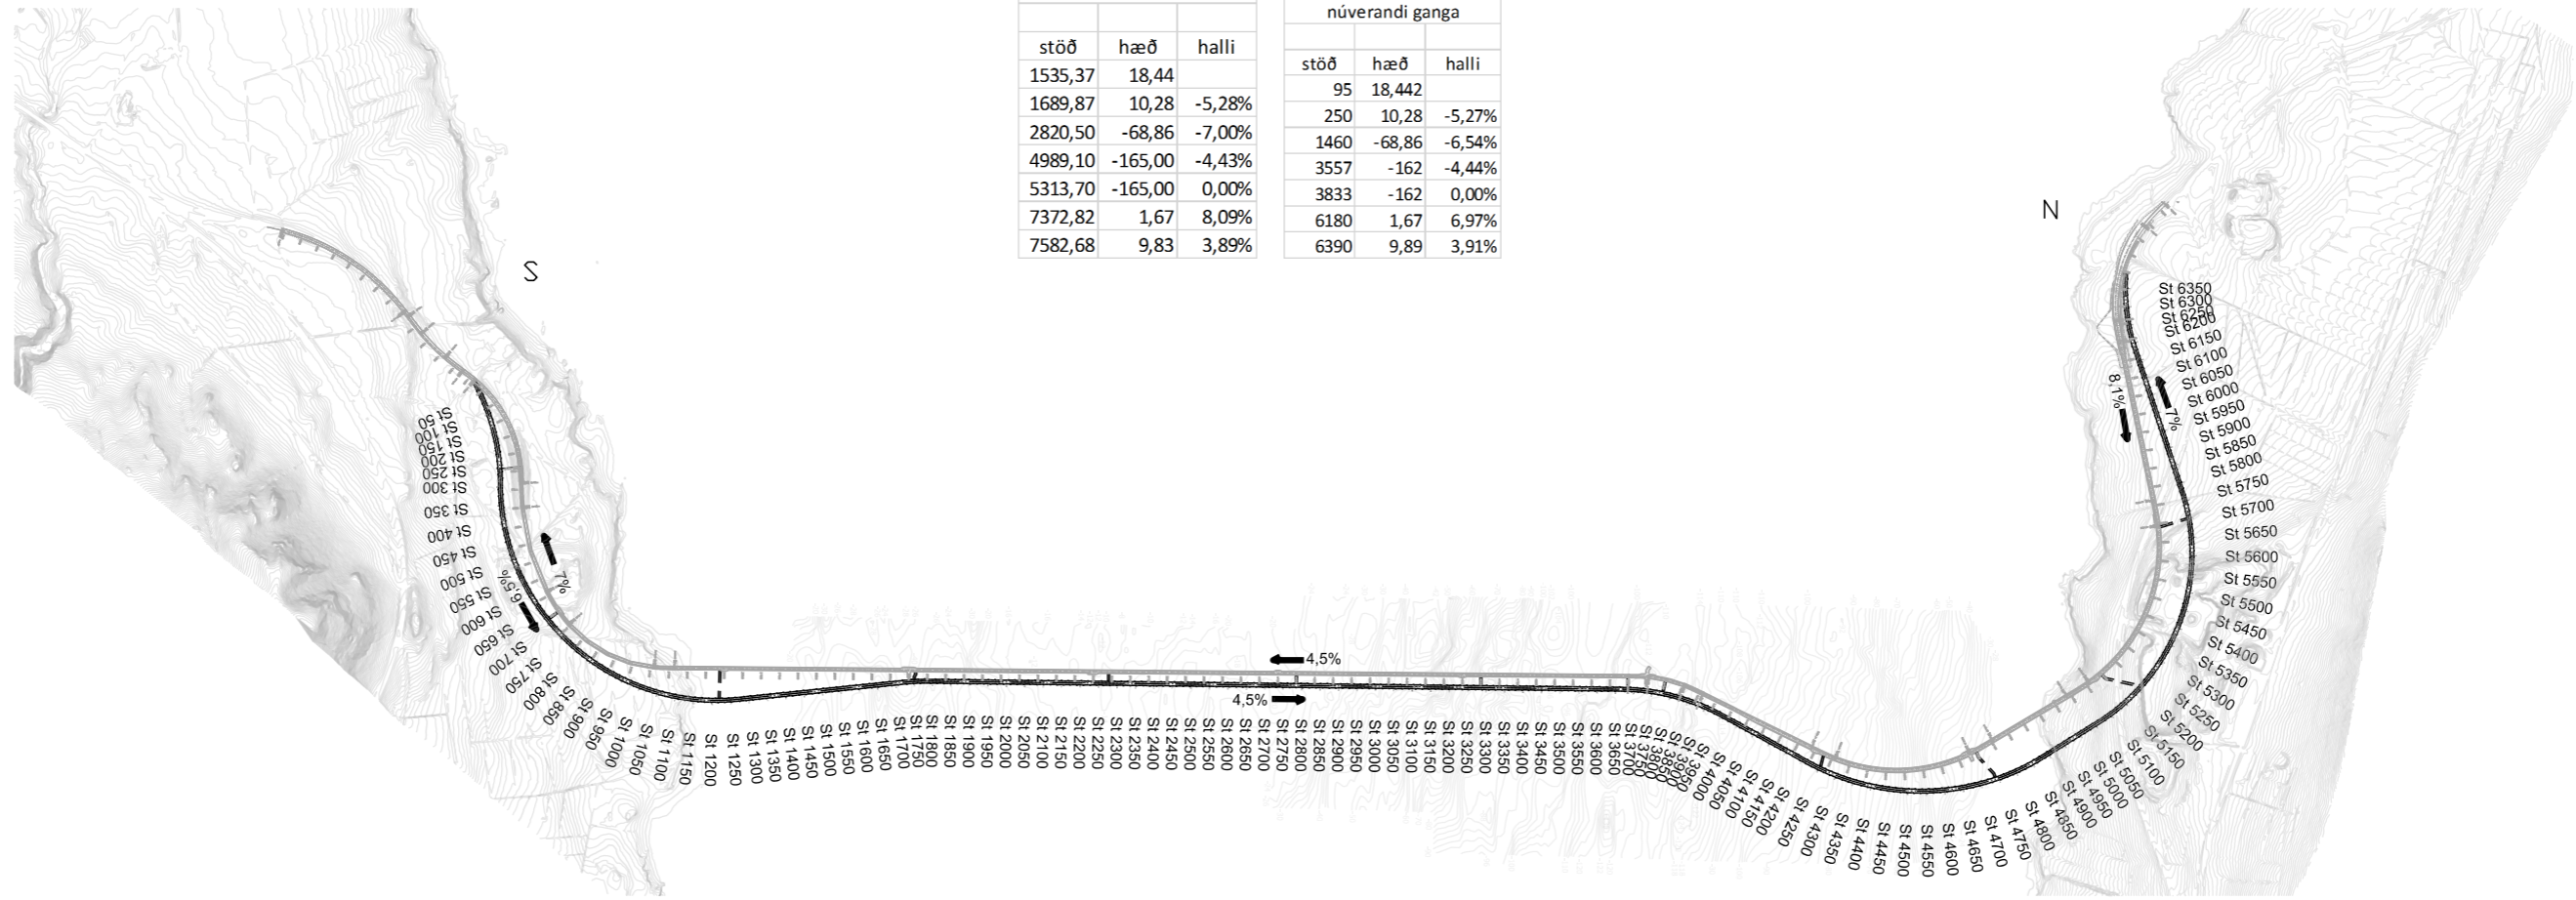 stöð hæð halli
1535,37 18,44
1689,87 10,28 -5,28%
2820,50 -68,86 -7,00%
4989,10 -165,00 -4,43%
5313,70 -165,00 0,00%
7372,82 1,67 8,09%
7582,68 9,83 3,89%
núverandi ganga
stöð hæð halli
95 18,442
250 10,28 -5,27%
1460 -68,86 -6,54%
3557 -162 -4,44%
3833 -162 0,00%
6180 1,67 6,97%
6390 9,89 3,91%
S
N
6,5%
7%
4,5%
4,5%
8,1%
7%
St 50
St 100
St 150
St 200
St 250
St 300
St 350
St 400
St 450
St 500
St 550
St 600
St 650
St 700
St 750
St 800
St 850
St 900
St 950
St 1000
St 1050
St 1100
St 1150
St 1200
St 1250
St 1300
St 1350
St 1400
St 1450
St 1500
St 1550
St 1600
St 1650
St 1700
St 1750
St 1800
St 1850
St 1900
St 1950
St 2000
St 2050
St 2100
St 2150
St 2200
St 2250
St 2300
St 2350
St 2400
St 2450
St 2500
St 2550
St 2600
St 2650
St 2700
St 2750
St 2800
St 2850
St 2900
St 2950
St 3000
St 3050
St 3100
St 3150
St 3200
St 3250
St 3300
St 3350
St 3400
St 3450
St 3500
St 3550
St 3600
St 3650
St 3700
St 3750
St 3800
St 3850
St 3900
St 3950
St 4000
St 4050
St 4100
St 4150
St 4200
St 4250
St 4300
St 4350
St 4400
St 4450
St 4500
St 4550
St 4600
St 4650
St 4700
St 4750
St 4800
St 4850
St 4900
St 4950
St 5000
St 5050
St 5100
St 5150
St 5200
St 5250
St 5300
St 5350
St 5400
St 5450
St 5500
St 5550
St 5600
St 5650
St 5700
St 5750
St 5800
St 5850
St 5900
St 5950
St 6000
St 6050
St 6100
St 6150
St 6200
St 6250
St 6300
St 6350